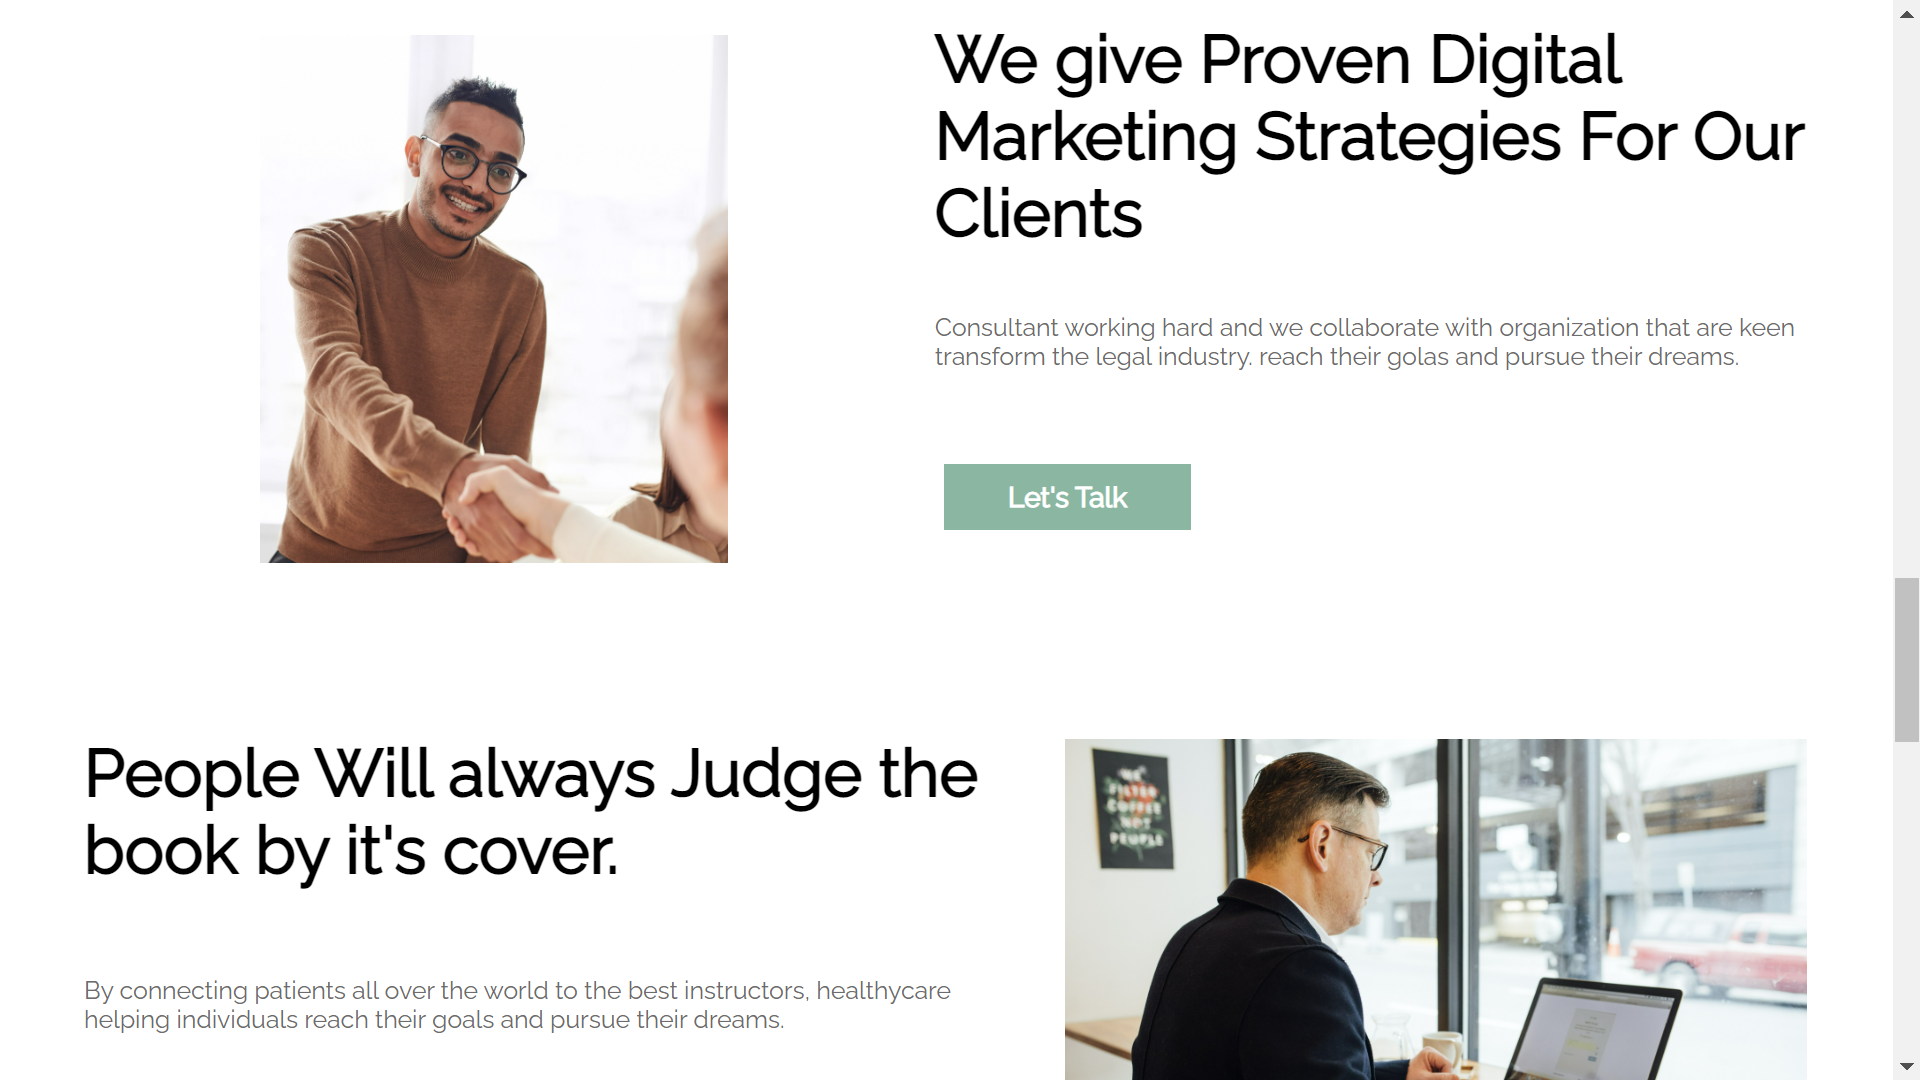 We give Proven Digital
Marketing Strategies For Our
Clients
Consultant working hard and we collaborate with organization that are keen
transform the legal industry. reach their golas and pursue their dreams.
Let's Talk
People Will always Judge the
book by it's cover.
WE
FILTER
COFFEE
NOT
PEOPLE
By connecting patients all over the world to the best instructors, healthycare
helping individuals reach their goals and pursue their dreams.